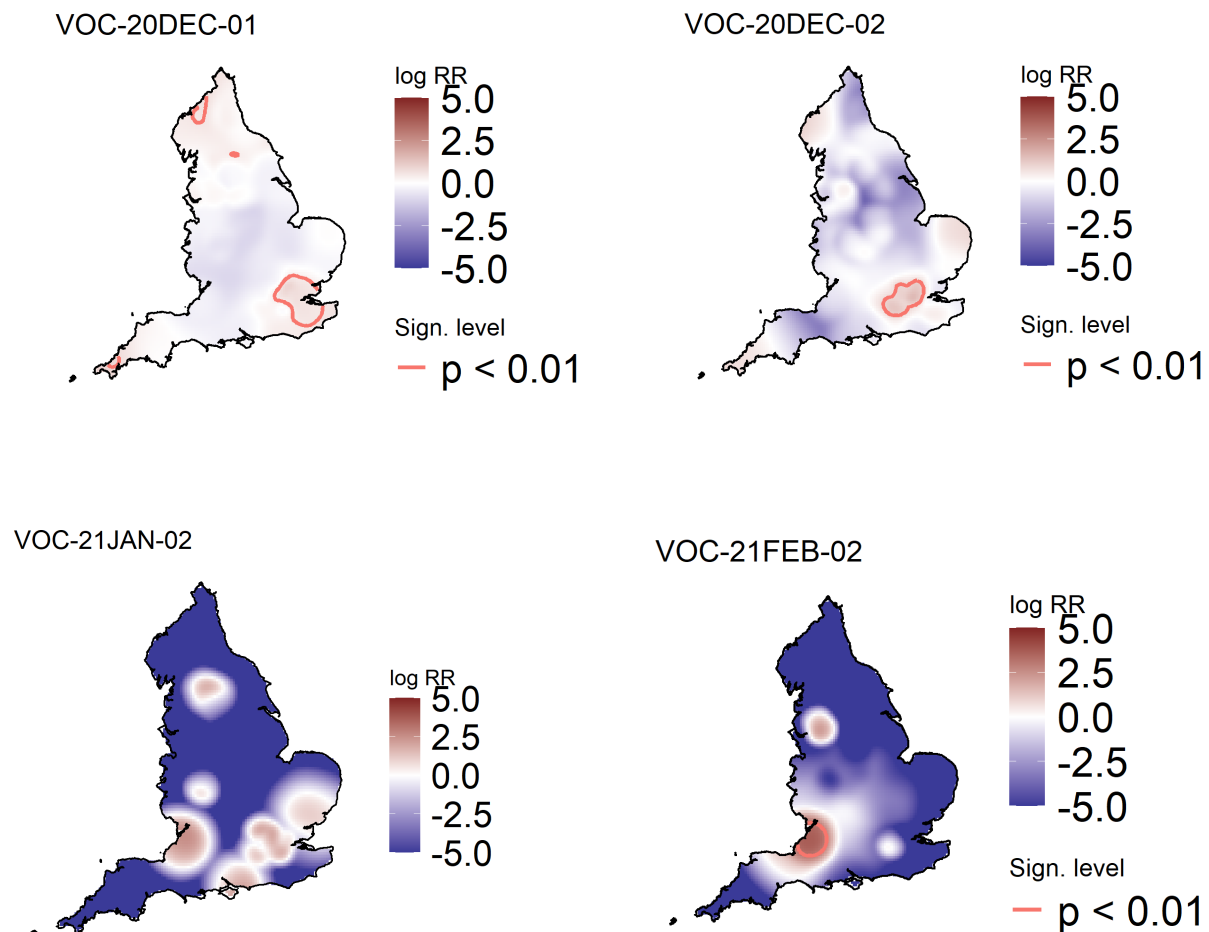 VOC-20DEC-01
log RR
5.0
2.5
0.0
-2.5
-5.0
Sign. level
p < 0.01
VOC-20DEC-02
log RR
5.0
2.5
0.0
-2.5
-5.0
Sign. level
p < 0.01
VOC-21JAN-02
log RR
5.0
2.5
0.0
-2.5
-5.0
VOC-21FEB-02
log RR
5.0
2.5
0.0
-2.5
-5.0
Sign. level
p < 0.01